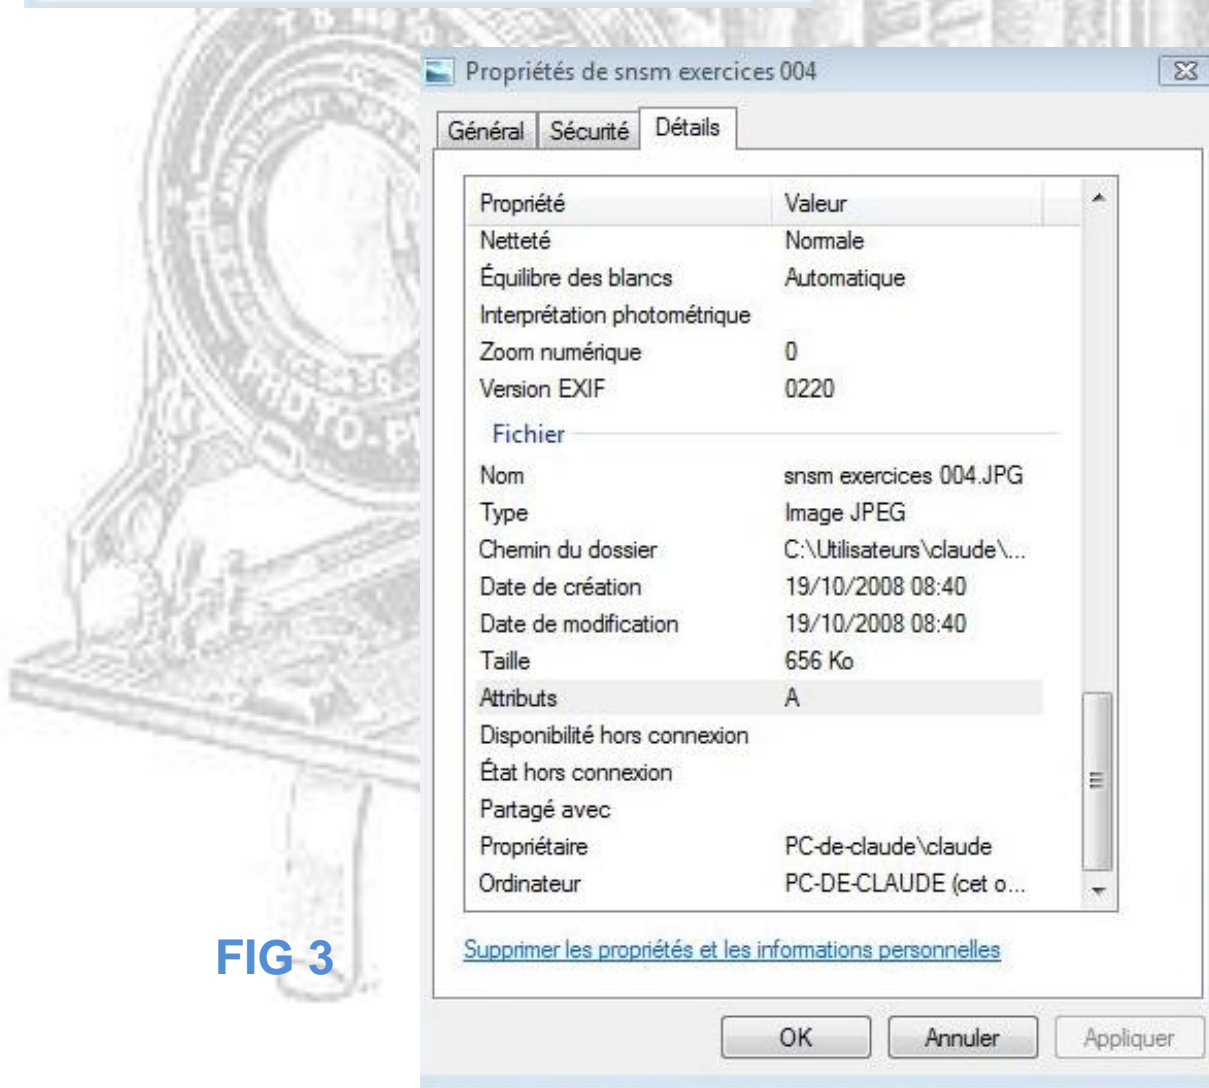 Propriétés de snsm exercices 004
Général Sécurité Détails
Propriété Valeur
Netteté Normale
Équilibre des blancs Automatique
Interprétation photométrique
Zoom numérique 0
Version EXIF 0220
Fichier
Nom snsm exercices 004.JPG
Type Image JPEG
Chemin du dossier C:\Utilisateurs\claude\...
Date de création 19/10/2008 08:40
Date de modification 19/10/2008 08:40
Taille 656 Ko
Attributs A
Disponibilité hors connexion
État hors connexion
Partagé avec
Propriétaire PC-de-claude\claude
Ordinateur PC-DE-CLAUDE (cet o...
FIG 3
Supprimer les propriétés et les informations personnelles
OK Annuler Appliquer